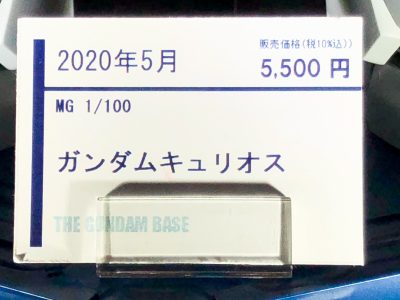 2020年5月
販売価格(税10%込))
5,500 円
MG 1/100
ガンダムキュリオス
THE GUNDAM BASE